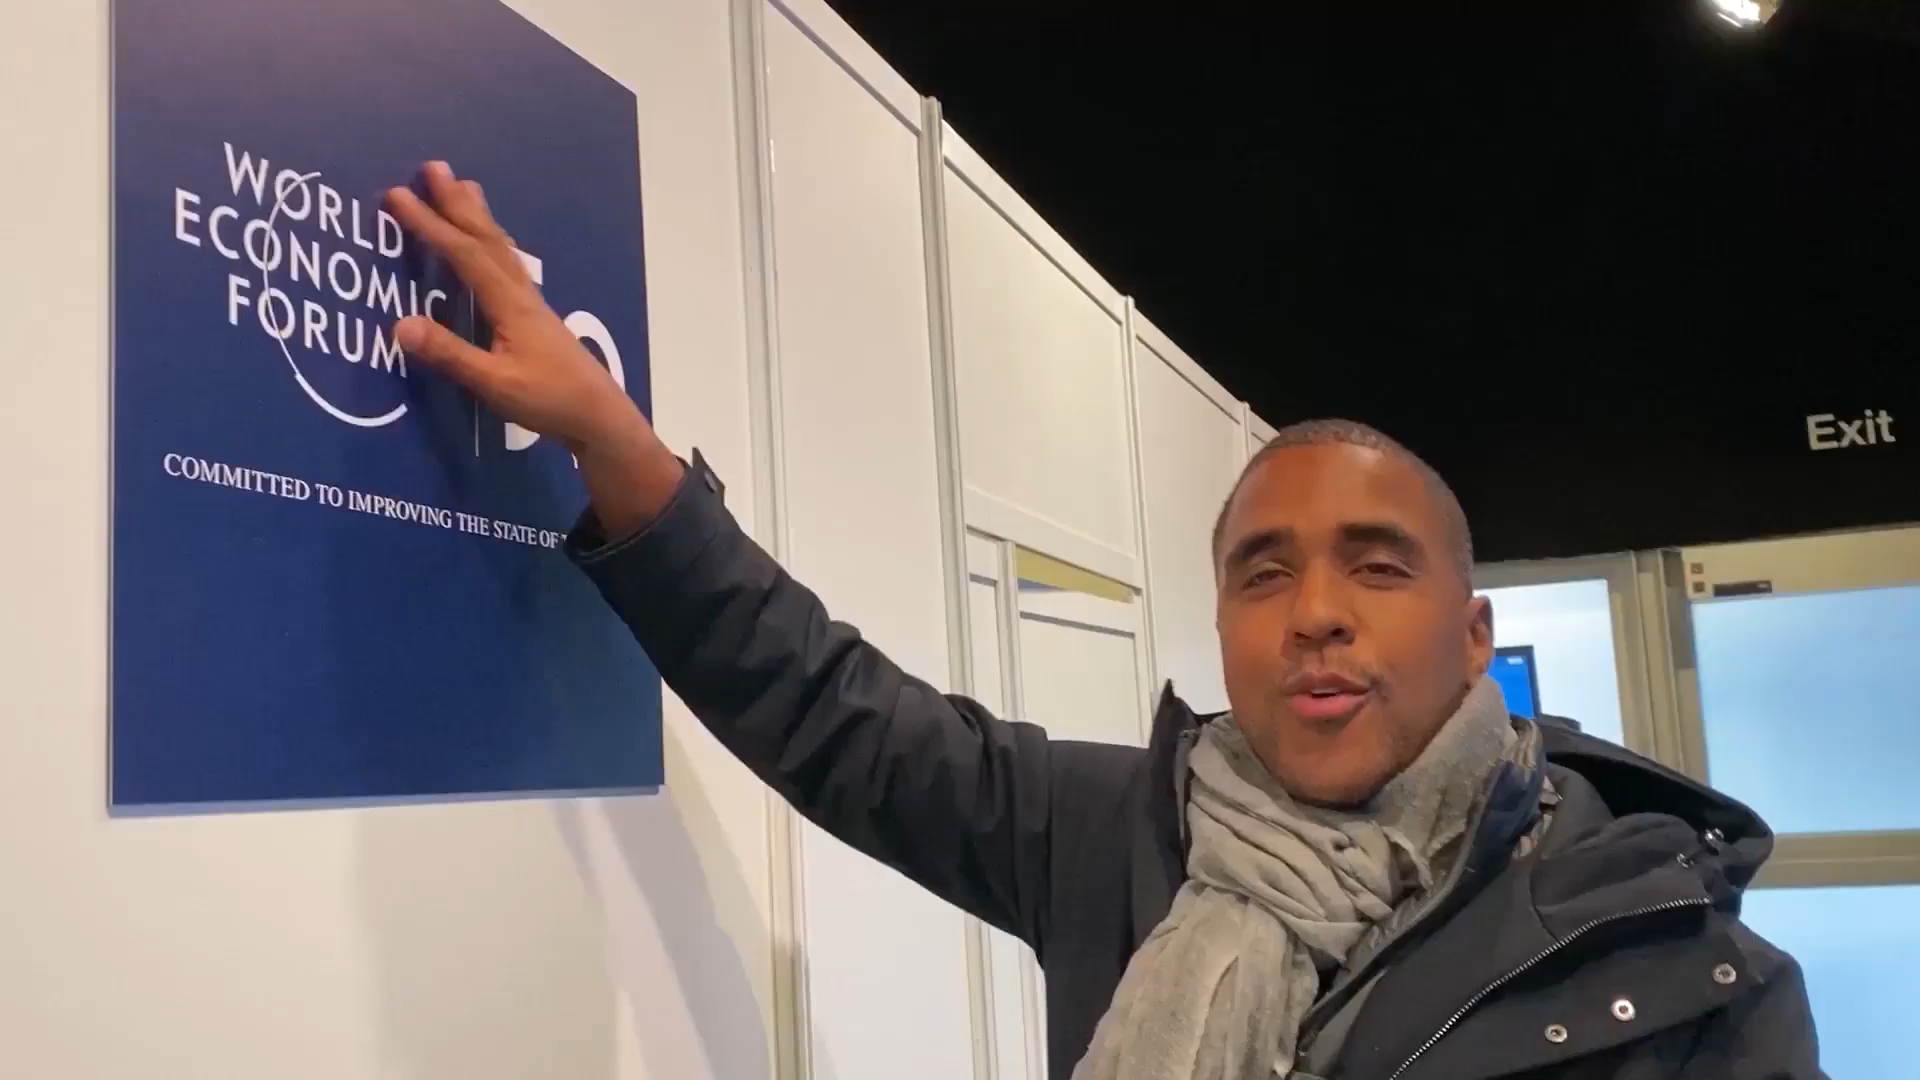 WORLD
ECONOMIC
FORUM
COMMITTED TO IMPROVING THE STATE OF
Exit